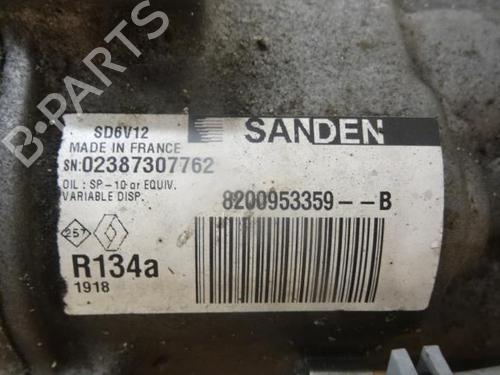 B-PARTS
SD6V12
SANDEN
MADE IN FRANCE
SN:02387307762
OIL : SP-10 or EQUIV.
VARIABLE DISP.
8200953359--B
257
R134a
1918